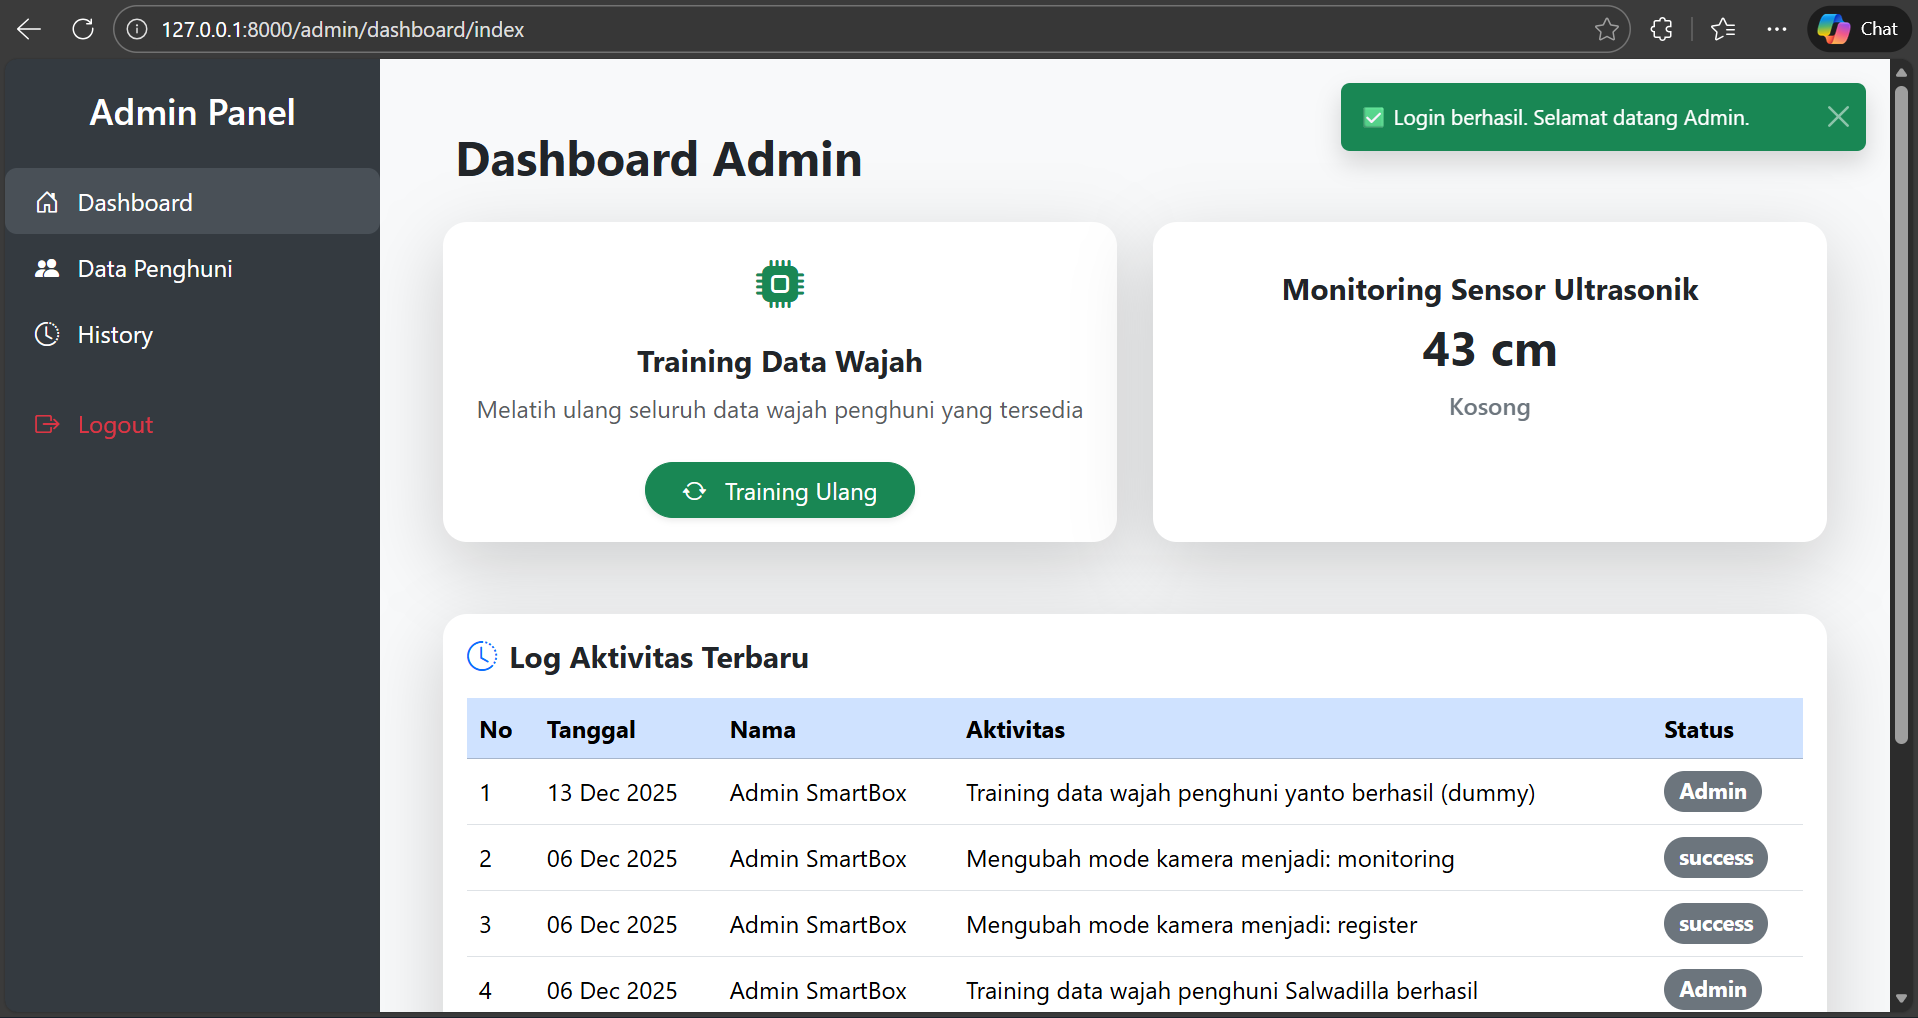 127.0.0.1:8000/admin/dashboard/index
Chat
Admin Panel
Dashboard
Data Penghuni
History
Logout
Login berhasil. Selamat datang Admin.
Dashboard Admin
Training Data Wajah
Melatih ulang seluruh data wajah penghuni yang tersedia
Training Ulang
Monitoring Sensor Ultrasonik
43 cm
Kosong
Log Aktivitas Terbaru
No Tanggal Nama Aktivitas Status
1 13 Dec 2025 Admin SmartBox Training data wajah penghuni yanto berhasil (dummy) Admin
2 06 Dec 2025 Admin SmartBox Mengubah mode kamera menjadi: monitoring success
3 06 Dec 2025 Admin SmartBox Mengubah mode kamera menjadi: register success
4 06 Dec 2025 Admin SmartBox Training data wajah penghuni Salwadilla berhasil Admin